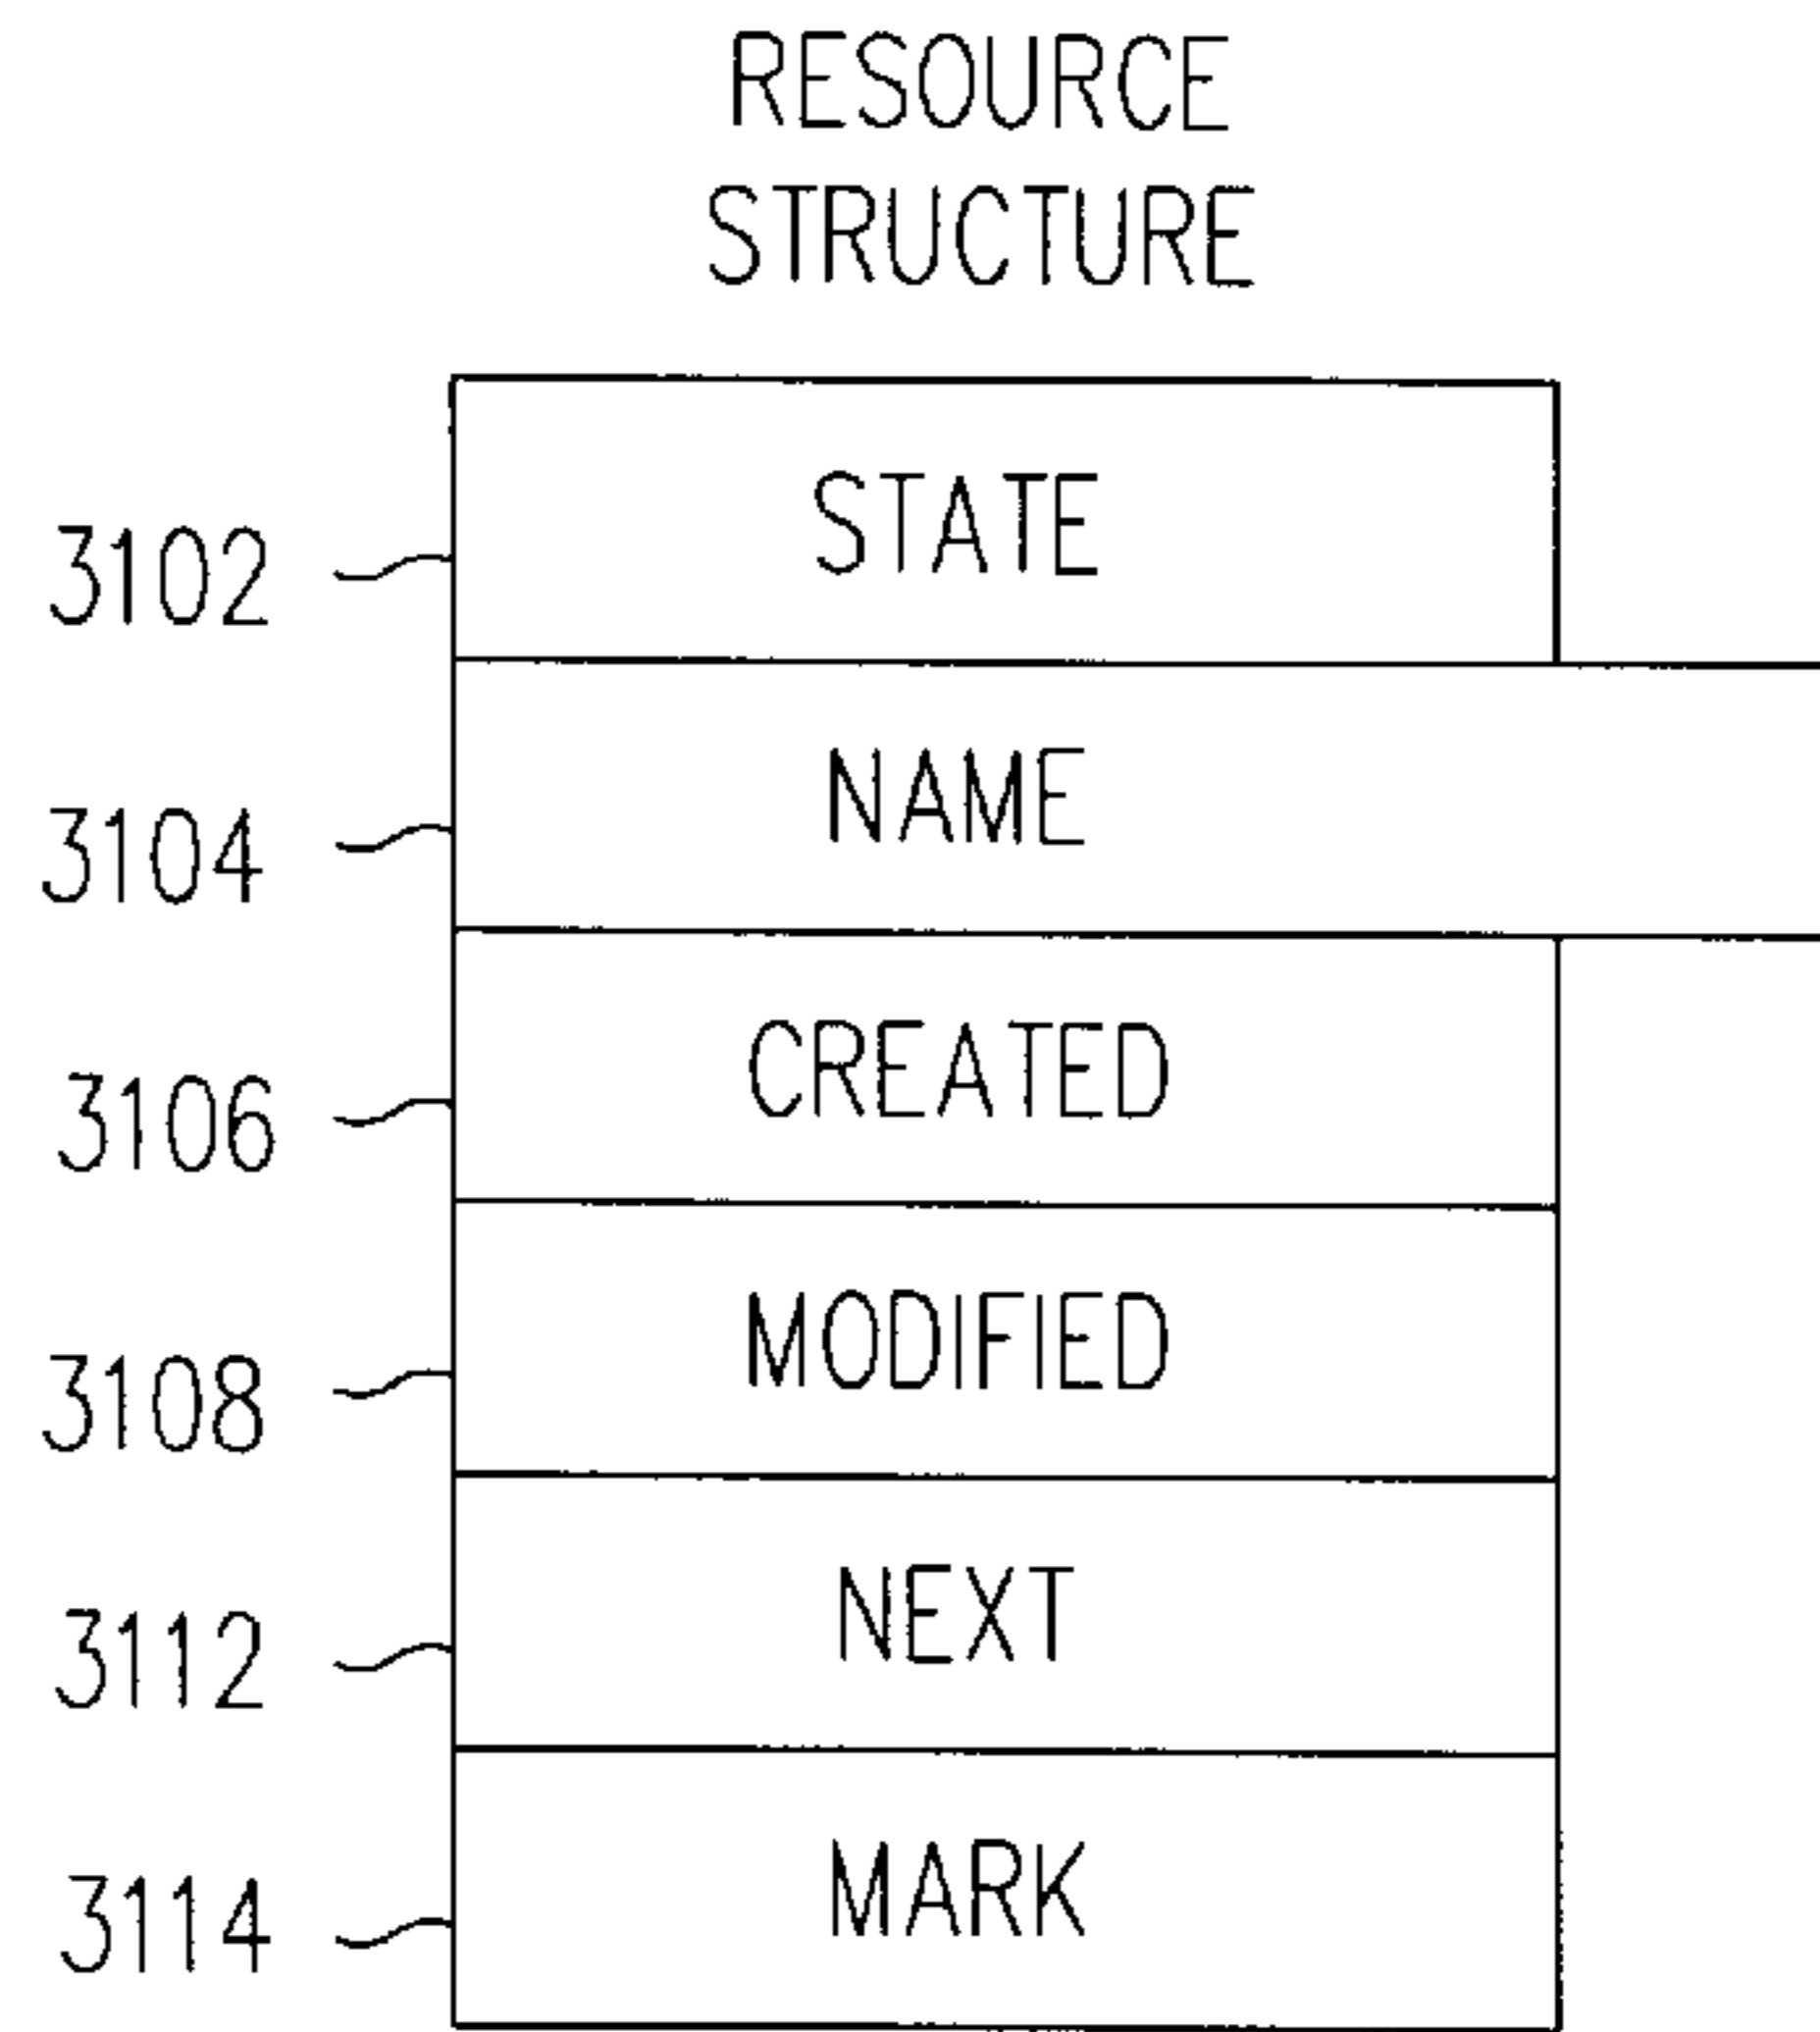 RESOURCE
STRUCTURE
3102 STATE
3104 NAME
3106 CREATED
3108 MODIFIED
3112 NEXT
3114 MARK